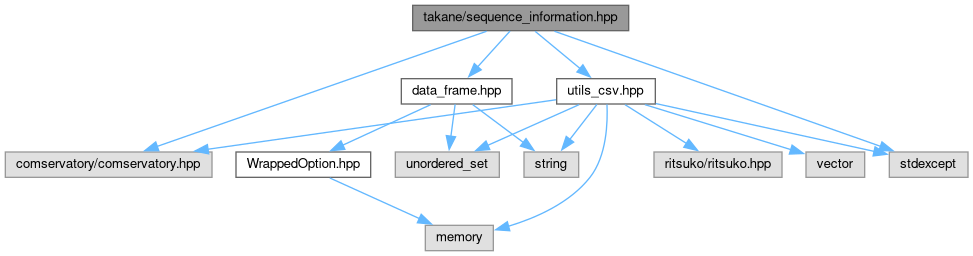 takane/sequence_information.hpp
data_frame.hpp
utils_csv.hpp
comservatory/comservatory.hpp
WrappedOption.hpp
unordered_set
string
ritsuko/ritsuko.hpp
vector
stdexcept
memory